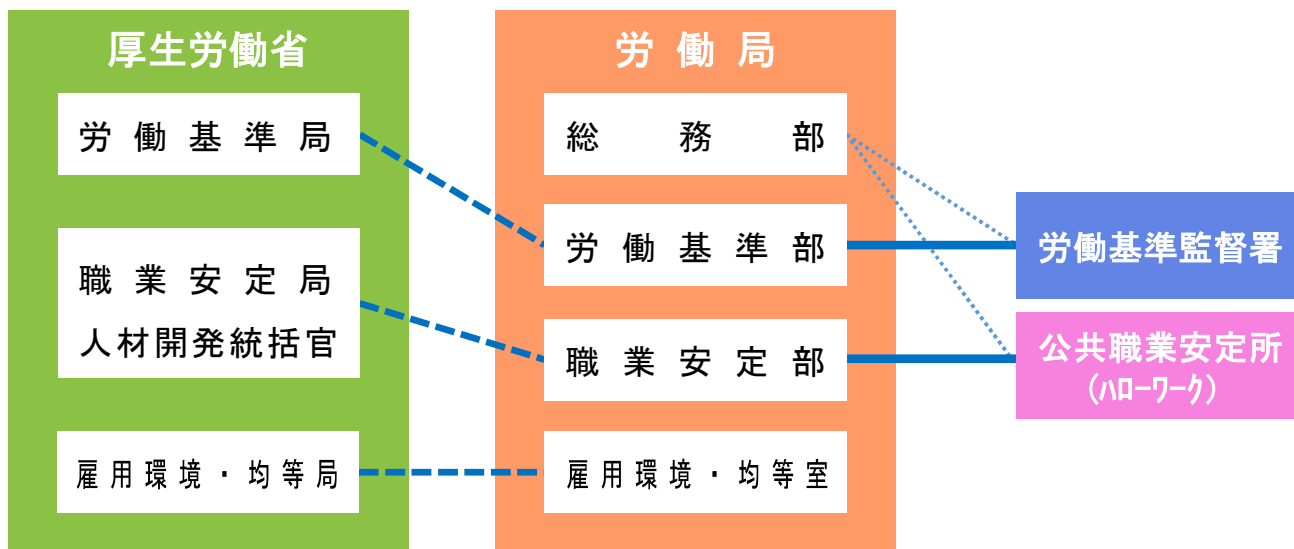 厚生労働省
労働基準局
職業安定局
人材開発統括官
雇用環境・均等局
労働局
総務部
労働基準部
職業安定部
雇用環境・均等室
労働基準監督署
公共職業安定所
(ﾊﾛｰﾜｰｸ)